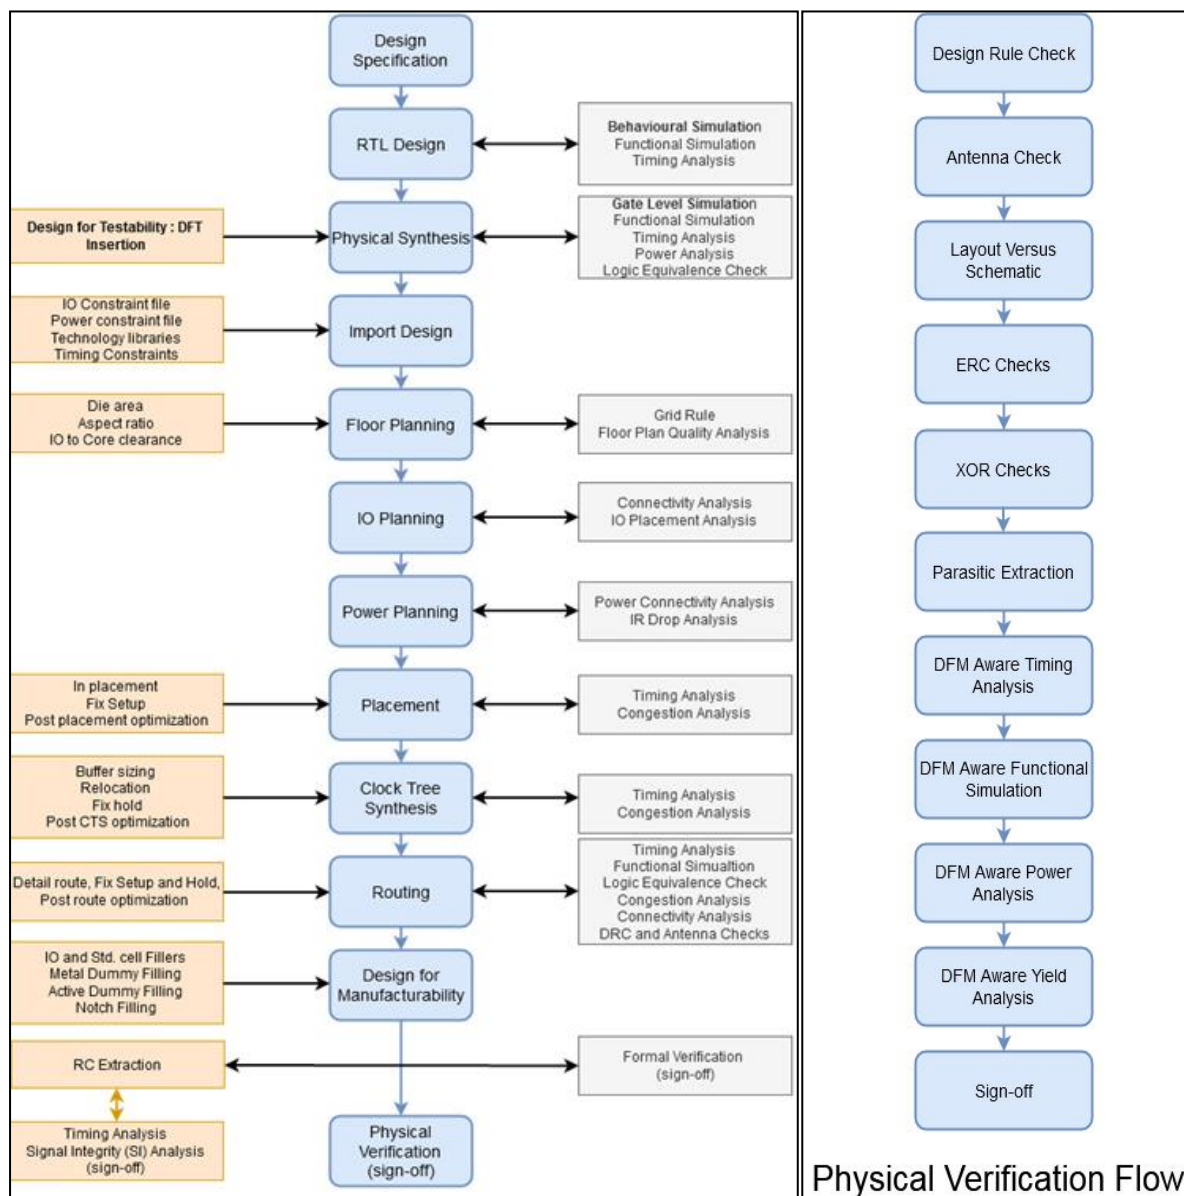 Design
Specification
RTL Design
Behavioural Simulation
Functional Simulation
Timing Analysis
Design for Testability : DFT
Insertion
Physical Synthesis
Gate Level Simulation
Functional Simulation
Timing Analysis
Power Analysis
Logic Equivalence Check
IO Constraint file
Power constraint file
Technology libraries
Timing Constraints
Import Design
Die area
Aspect ratio
IO to Core clearance
Floor Planning
Grid Rule
Floor Plan Quality Analysis
IO Planning
Connectivity Analysis
IO Placement Analysis
Power Planning
Power Connectivity Analysis
IR Drop Analysis
In placement
Fix Setup
Post placement optimization
Placement
Timing Analysis
Congestion Analysis
Buffer sizing
Relocation
Fix hold
Post CTS optimization
Clock Tree
Synthesis
Timing Analysis
Congestion Analysis
Detail route, Fix Setup and Hold,
Post route optimization
Routing
Timing Analysis
Functional Simualtion
Logic Equivalence Check
Congestion Analysis
Connectivity Analysis
DRC and Antenna Checks
IO and Std. cell Fillers
Metal Dummy Filling
Active Dummy Filling
Notch Filling
Design for
Manufacturability
RC Extraction
Formal Verification
(sign-off)
Timing Analysis
Signal Integrity (SI) Analysis
(sign-off)
Physical
Verification
(sign-off)
Design Rule Check
Antenna Check
Layout Versus
Schematic
ERC Checks
XOR Checks
Parasitic Extraction
DFM Aware Timing
Analysis
DFM Aware Functional
Simulation
DFM Aware Power
Analysis
DFM Aware Yield
Analysis
Sign-off
Physical Verification Flow